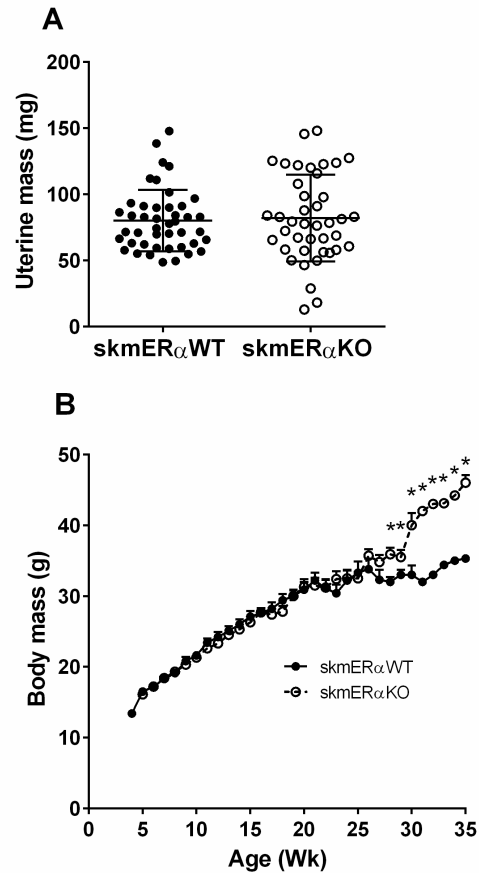 A
Uterine mass (mg)
200
150
100
50
0
skmERαWT
skmERαKO
B
Body mass (g)
50
40
30
20
10
0
** * * * * * *
skmERαWT
skmERαKO
0 5 10 15 20 25 30 35
Age (Wk)